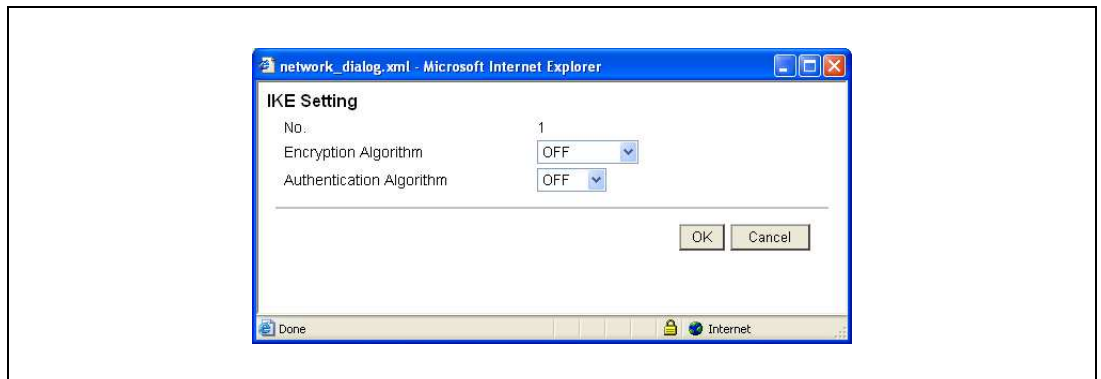 network_dialog.xml - Microsoft Internet Explorer
IKE Setting
No. 1
Encryption Algorithm OFF
Authentication Algorithm OFF
OK Cancel
Done Internet